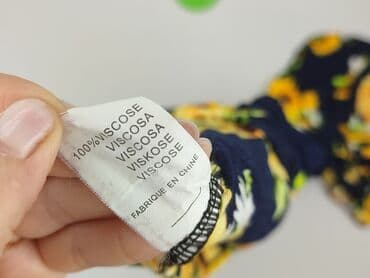 100% VISCOSE
VISCOSA
VISCOSA
VISKOSE
VISCOSE
FABRIQUE EN CHINE